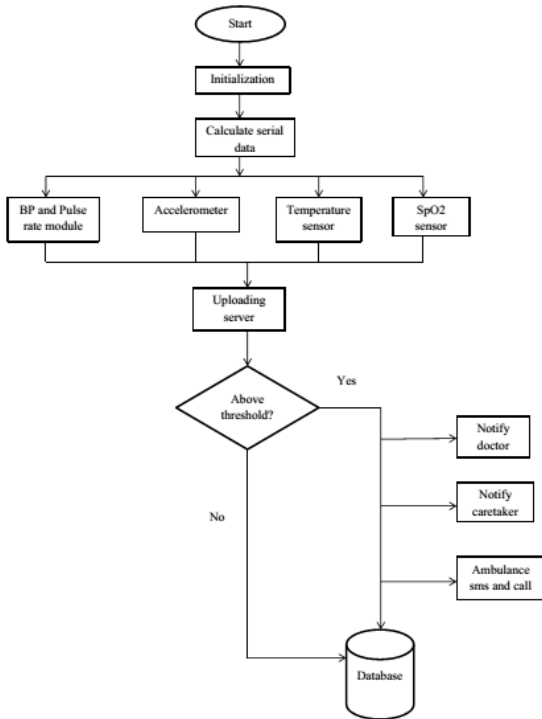 Start
Initialization
Calculate serial
data
BP and Pulse
rate module
Accelerometer
Temperature
sensor
SpO2
sensor
Uploading
server
Yes
Above
threshold?
Notify
doctor
No
Notify
caretaker
Ambulance
sms and call
Database